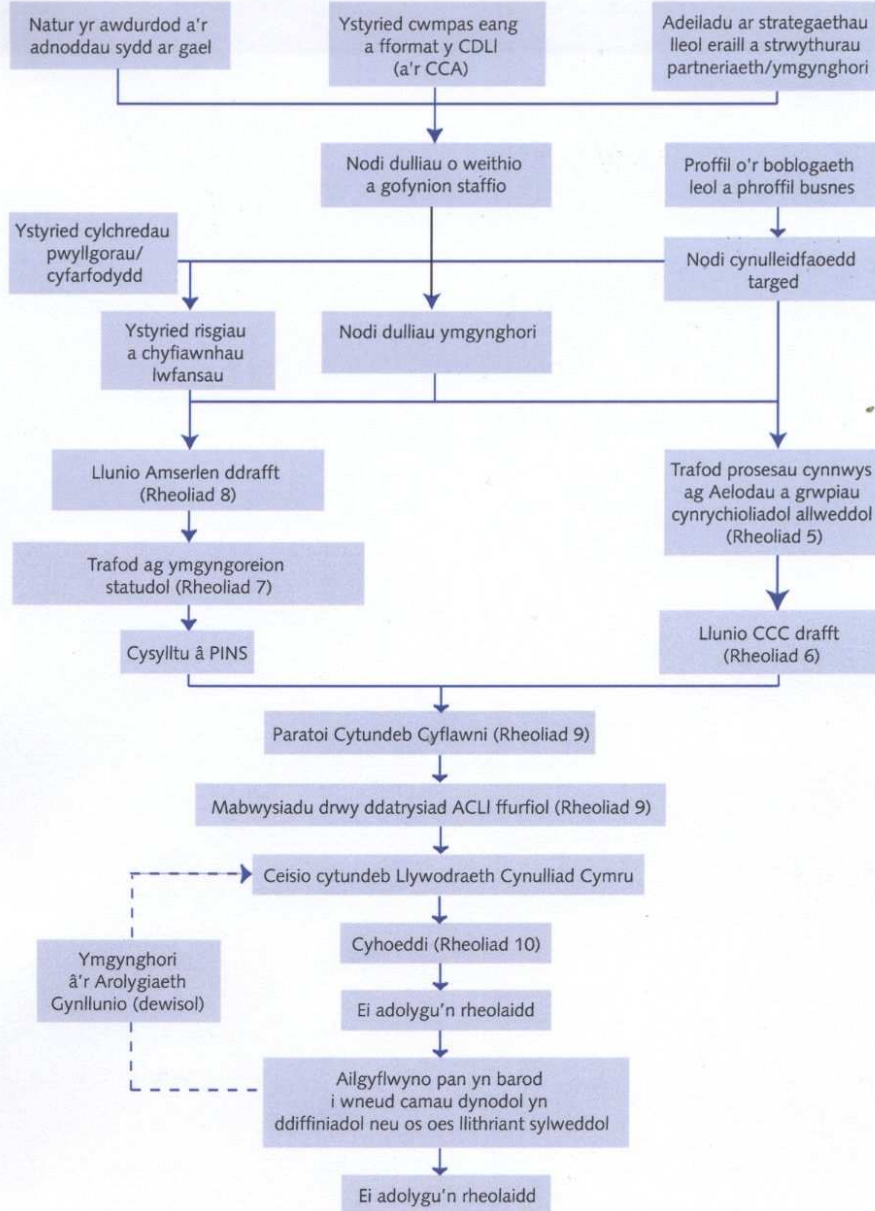 Natur yr awdurdod a'r
adnoddau sydd ar gael
Ystyried cwmpas eang
a fformat y CDLl
(a'r CCA)
Adeiladu ar strategaethau
lleol eraill a strwythurau
partneriaeth/ymgynghori
Nodi dulliau o weithio
a gofynion staffio
Proffil o'r boblogaeth
leol a phroffil busnes
Ystyried cylchredau
pwyllgorau/
cyfarfodydd
Nodi cynulleidfaoedd
targed
Ystyried risgiau
a chyfiawnhau
lwfansau
Nodi dulliau ymgynghori
Llunio Amserlen ddrafft
(Rheoliad 8)
Trafod prosesau cynnwys
ag Aelodau a grwpiau
cynrychioliadol allweddol
(Rheoliad 5)
Trafod ag ymgyngoreion
statudol (Rheoliad 7)
Cysylltu â PINS
Llunio CCC drafft
(Rheoliad 6)
Paratoi Cytundeb Cyflawni (Rheoliad 9)
Mabwysiadu drwy ddatrysiad ACLl ffurfiol (Rheoliad 9)
Ceisio cytundeb Llywodraeth Cynulliad Cymru
Cyhoeddi (Rheoliad 10)
Ymgynghori
â'r Arolygiaeth
Gynllunio (dewisol)
Ei adolygu'n rheolaidd
Ailgyflwyno pan yn barod
i wneud camau dynodol yn
ddiffiniadol neu os oes llithriant sylweddol
Ei adolygu'n rheolaidd